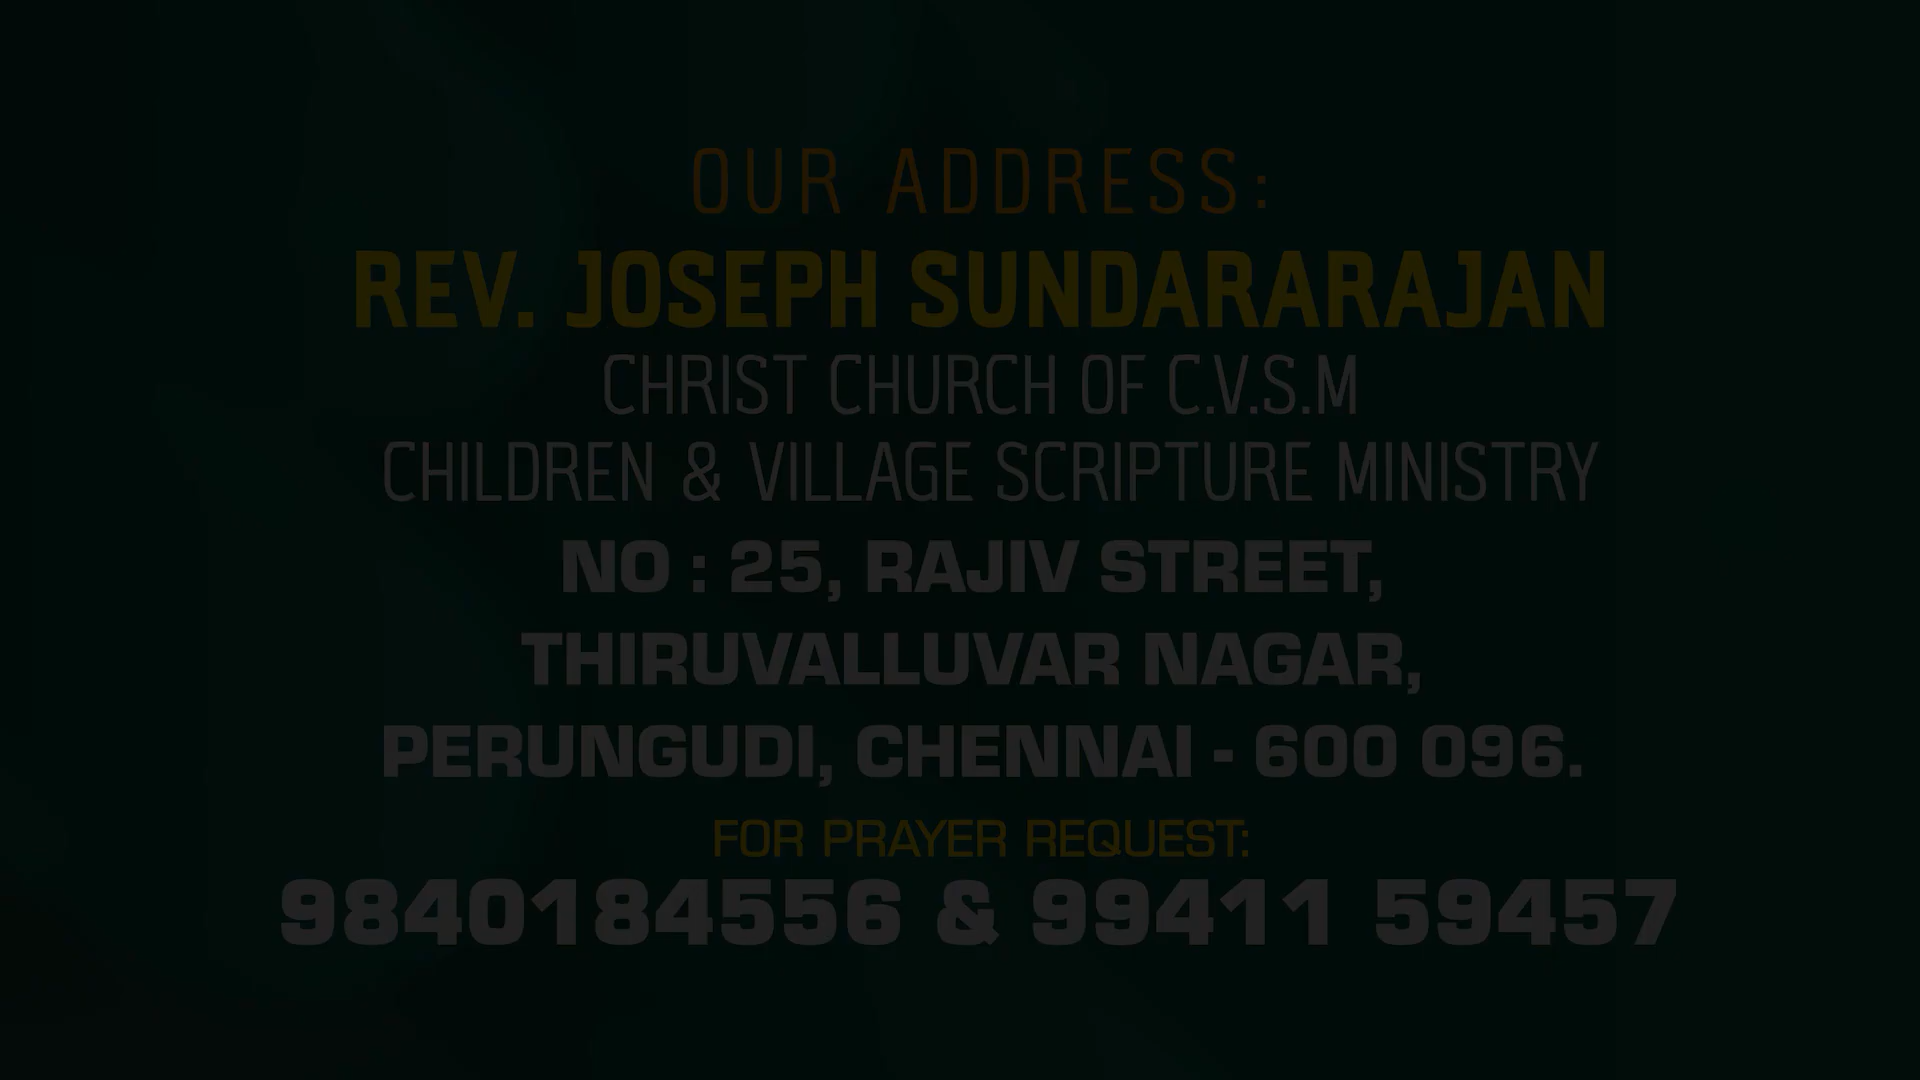 OUR ADDRESS:
REV. JOSEPH SUNDARARAJAN
CHRIST CHURCH OF C.V.S.M
CHILDREN & VILLAGE SCRIPTURE MINISTRY
NO : 25, RAJIV STREET,
THIRUVALLUVAR NAGAR,
PERUNGUDI, CHENNAI - 600 096.
FOR PRAYER REQUEST:
9840184556 & 99411 59457